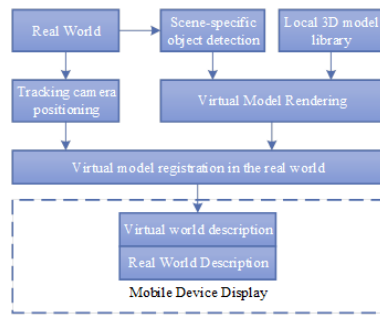 Real World
Scene-specific
object detection
Local 3D model
library
Tracking camera
positioning
Virtual Model Rendering
Virtual model registration in the real world
Virtual world description
Real World Description
Mobile Device Display